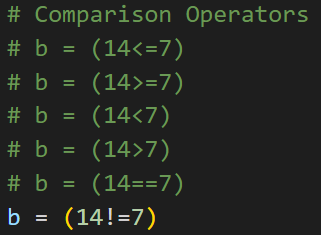 # Comparison Operators
# b = (14<=7)
# b = (14>=7)
# b = (14<7)
# b = (14>7)
# b = (14==7)
b = (14!=7)